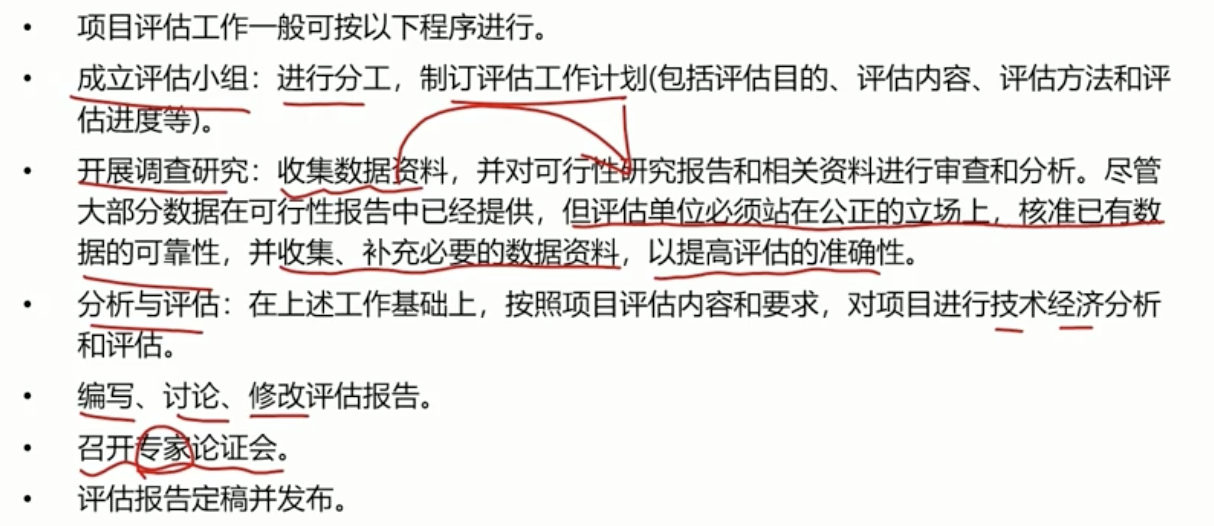 • 项目评估工作一般可按以下程序进行。
• 成立评估小组：进行分工，制订评估工作计划(包括评估目的、评估内容、评估方法和评
估进度等)。
• 开展调查研究：收集数据资料，并对可行性研究报告和相关资料进行审查和分析。尽管
大部分数据在可行性报告中已经提供，但评估单位必须站在公正的立场上，核准已有数
据的可靠性，并收集、补充必要的数据资料，以提高评估的准确性。
• 分析与评估：在上述工作基础上，按照项目评估内容和要求，对项目进行技术经济分析
和评估。
• 编写、讨论、修改评估报告。
• 召开专家论证会。
• 评估报告定稿并发布。